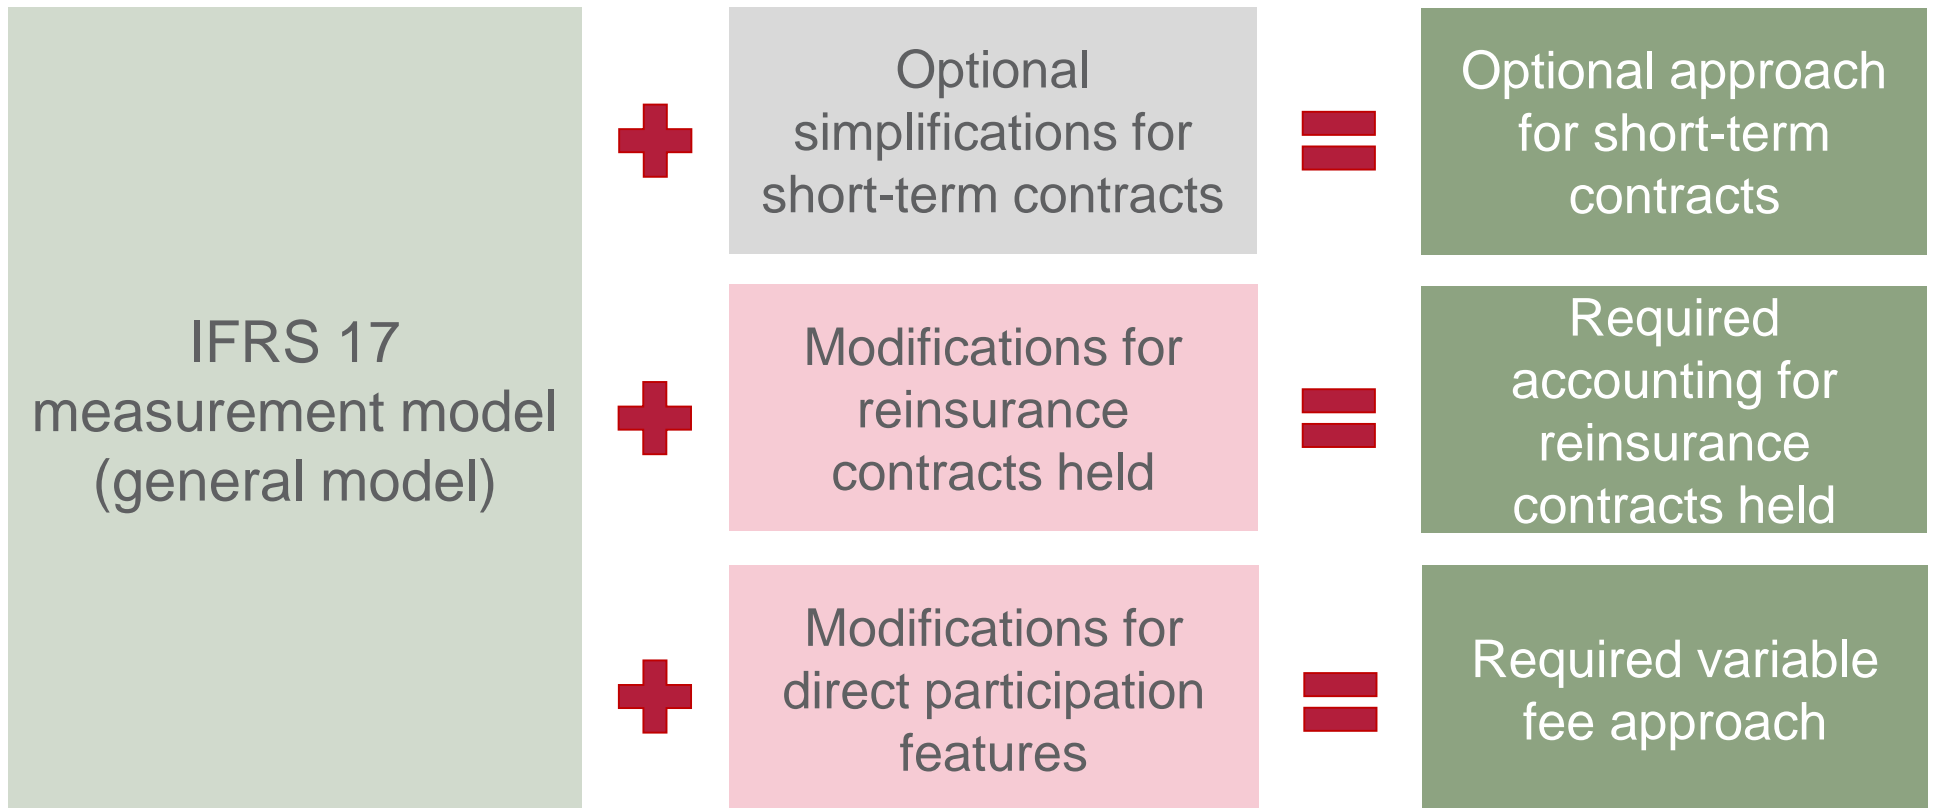 IFRS 17
measurement model
(general model)
Optional
simplifications for
short-term contracts
Optional approach
for short-term
contracts
Modifications for
reinsurance
contracts held
Required
accounting for
reinsurance
contracts held
Modifications for
direct participation
features
Required variable
fee approach